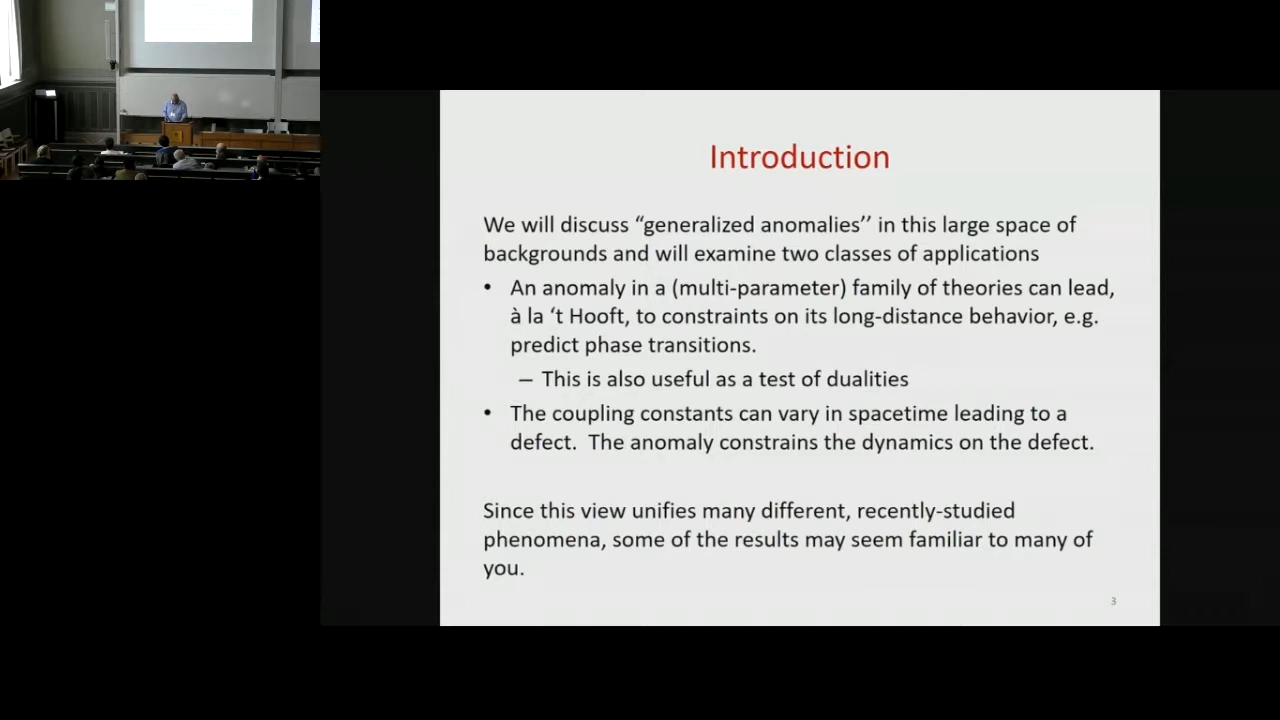 Introduction
We will discuss “generalized anomalies’’ in this large space of
backgrounds and will examine two classes of applications
• An anomaly in a (multi-parameter) family of theories can lead,
à la ‘t Hooft, to constraints on its long-distance behavior, e.g.
predict phase transitions.
– This is also useful as a test of dualities
• The coupling constants can vary in spacetime leading to a
defect.  The anomaly constrains the dynamics on the defect.
Since this view unifies many different, recently-studied
phenomena, some of the results may seem familiar to many of
you.
3